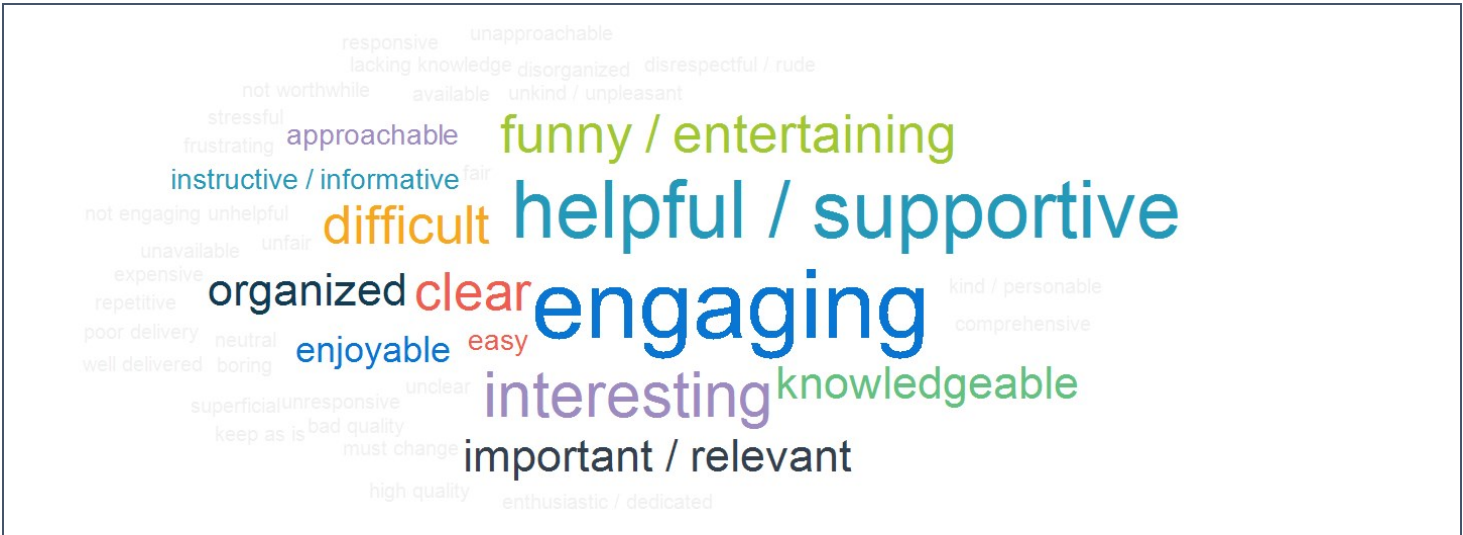 responsive unapproachable
lacking knowledge disorganized disrespectful / rude
not worthwhile available unkind / unpleasant
stressful
frustrating approachable funny / entertaining
instructive / informative fair
not engaging unhelpful difficult helpful / supportive
unavailable unfair
expensive
repetitive organized clear engaging kind / personable
poor delivery neutral enjoyable easy comprehensive
well delivered boring
unclear interesting knowledgeable
superficial unresponsive
keep as is bad quality
must change important / relevant
high quality enthusiastic / dedicated